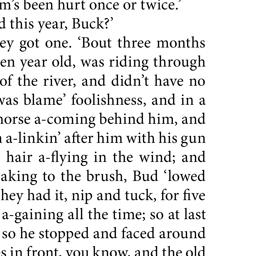 m's been hurt once or twice.'
d this year, Buck?'
ey got one. 'Bout three months
en year old, was riding through
of the river, and didn't have no
was blame' foolishness, and in a
horse a-coming behind him, and
a-linkin' after him with his gun
hair a-flying in the wind; and
aking to the brush, Bud 'lowed
hey had it, nip and tuck, for five
a-gaining all the time; so at last
so he stopped and faced around
s in front, you know, and the old